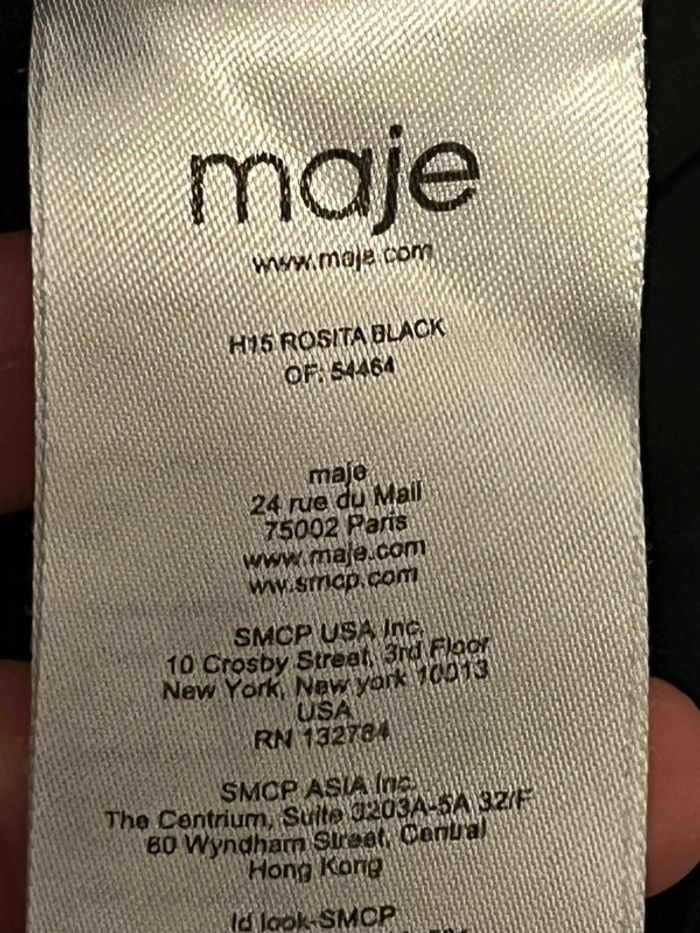 maje
www.maje.com
H15 ROSITA BLACK
OF: 54464
maje
24 rue du Mail
75002 Paris
www.maje.com
ww.smcp.com
SMCP USA Inc.
10 Crosby Street, 3rd Floor
New York, New york 10013
USA
RN 132784
SMCP ASIA Inc.
The Centrium, Suite 3203A-5A 32/F
60 Wyndham Street, Central
Hong Kong
Id look-SMCP